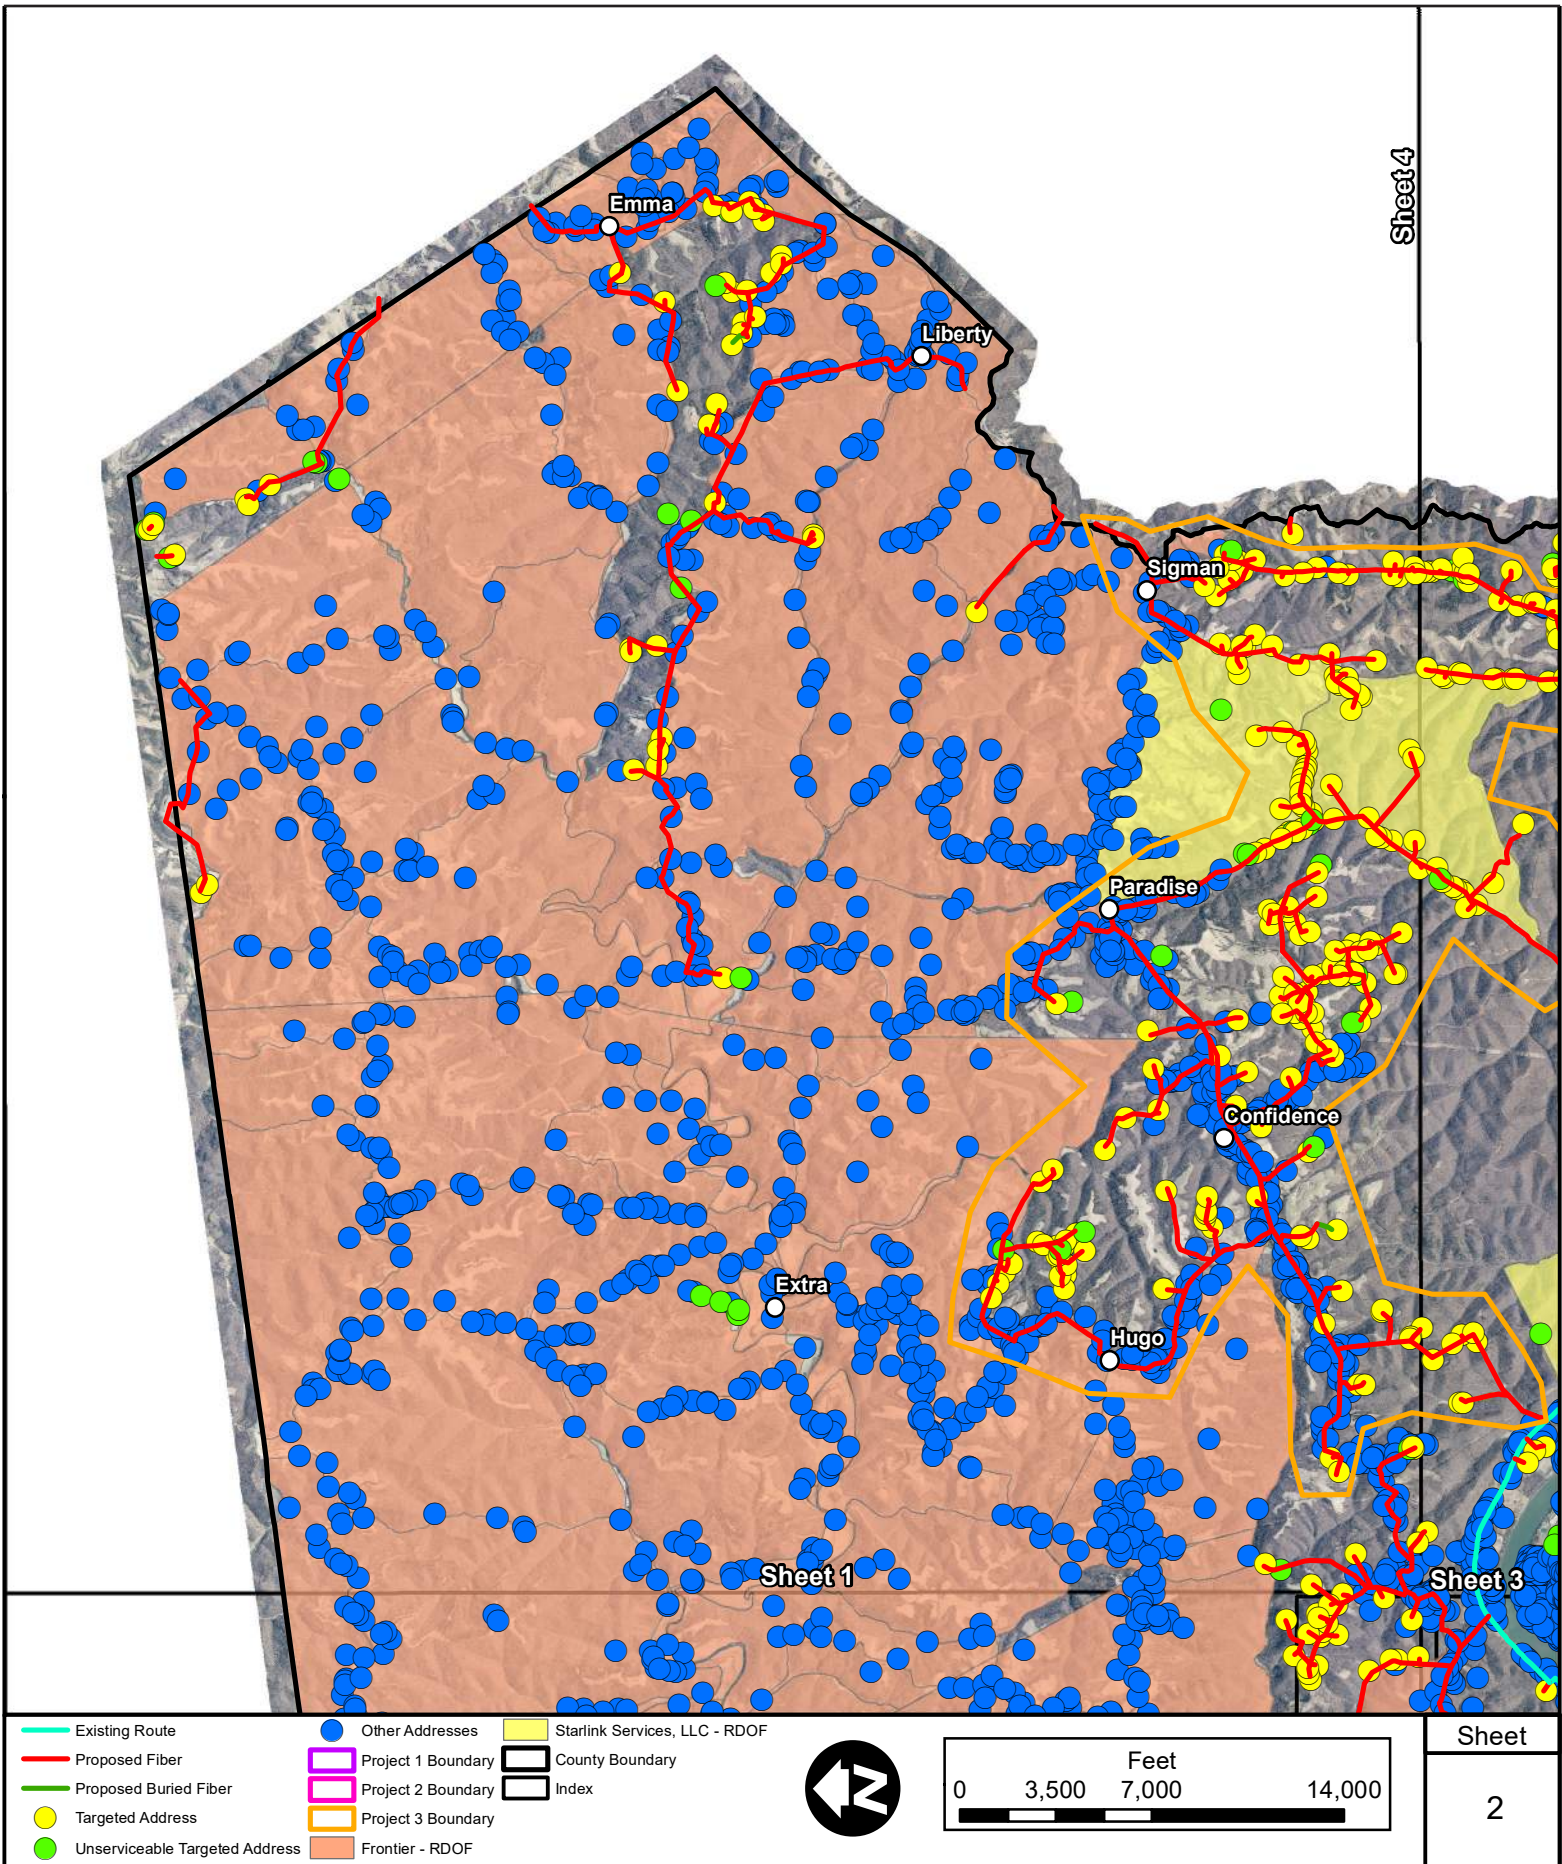 Sheet 4
Emma
Liberty
Sigman
Paradise
Confidence
Extra
Hugo
Sheet 1
Sheet 3
Existing Route
Proposed Fiber
Proposed Buried Fiber
Targeted Address
Unserviceable Targeted Address
Other Addresses
Project 1 Boundary
Project 2 Boundary
Project 3 Boundary
Frontier - RDOF
Starlink Services, LLC - RDOF
County Boundary
Index
N
Feet
0 3,500 7,000 14,000
Sheet
2